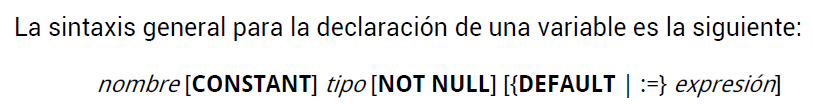 La sintaxis general para la declaración de una variable es la siguiente:
nombre [CONSTANT] tipo [NOT NULL] [{DEFAULT | :=} expresión]